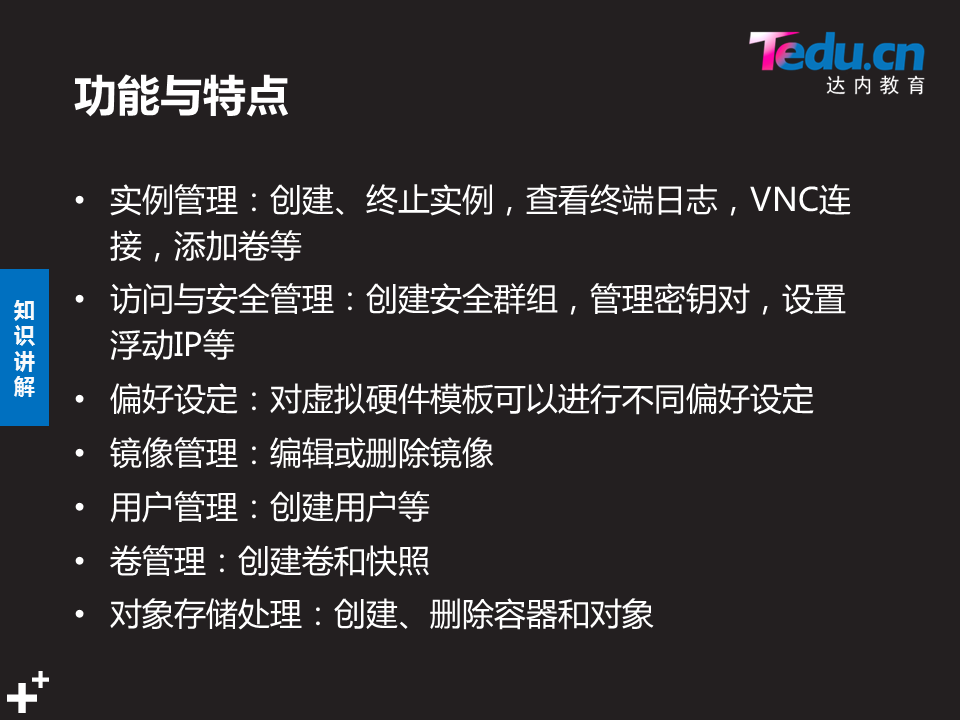 Tedu.cn
达内教育
功能与特点
• 实例管理：创建、终止实例，查看终端日志，VNC连
接，添加卷等
• 访问与安全管理：创建安全群组，管理密钥对，设置
浮动IP等
• 偏好设定：对虚拟硬件模板可以进行不同偏好设定
• 镜像管理：编辑或删除镜像
• 用户管理：创建用户等
• 卷管理：创建卷和快照
• 对象存储处理：创建、删除容器和对象
知
识
讲
解